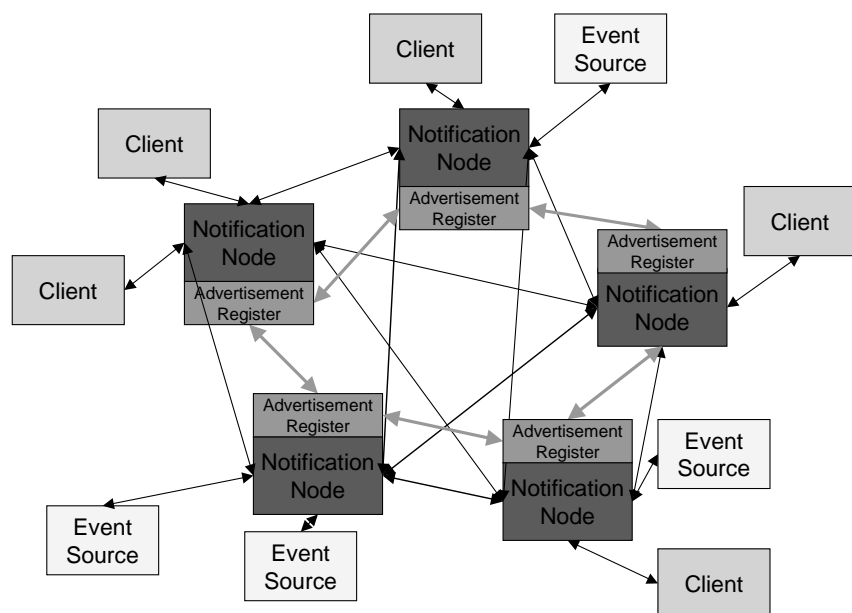 Client
Event
Source
Client
Notification
Node
Advertisement
Register
Client
Notification
Node
Advertisement
Register
Client
Advertisement
Register
Notification
Node
Advertisement
Register
Notification
Node
Advertisement
Register
Notification
Node
Event
Source
Event
Source
Event
Source
Client